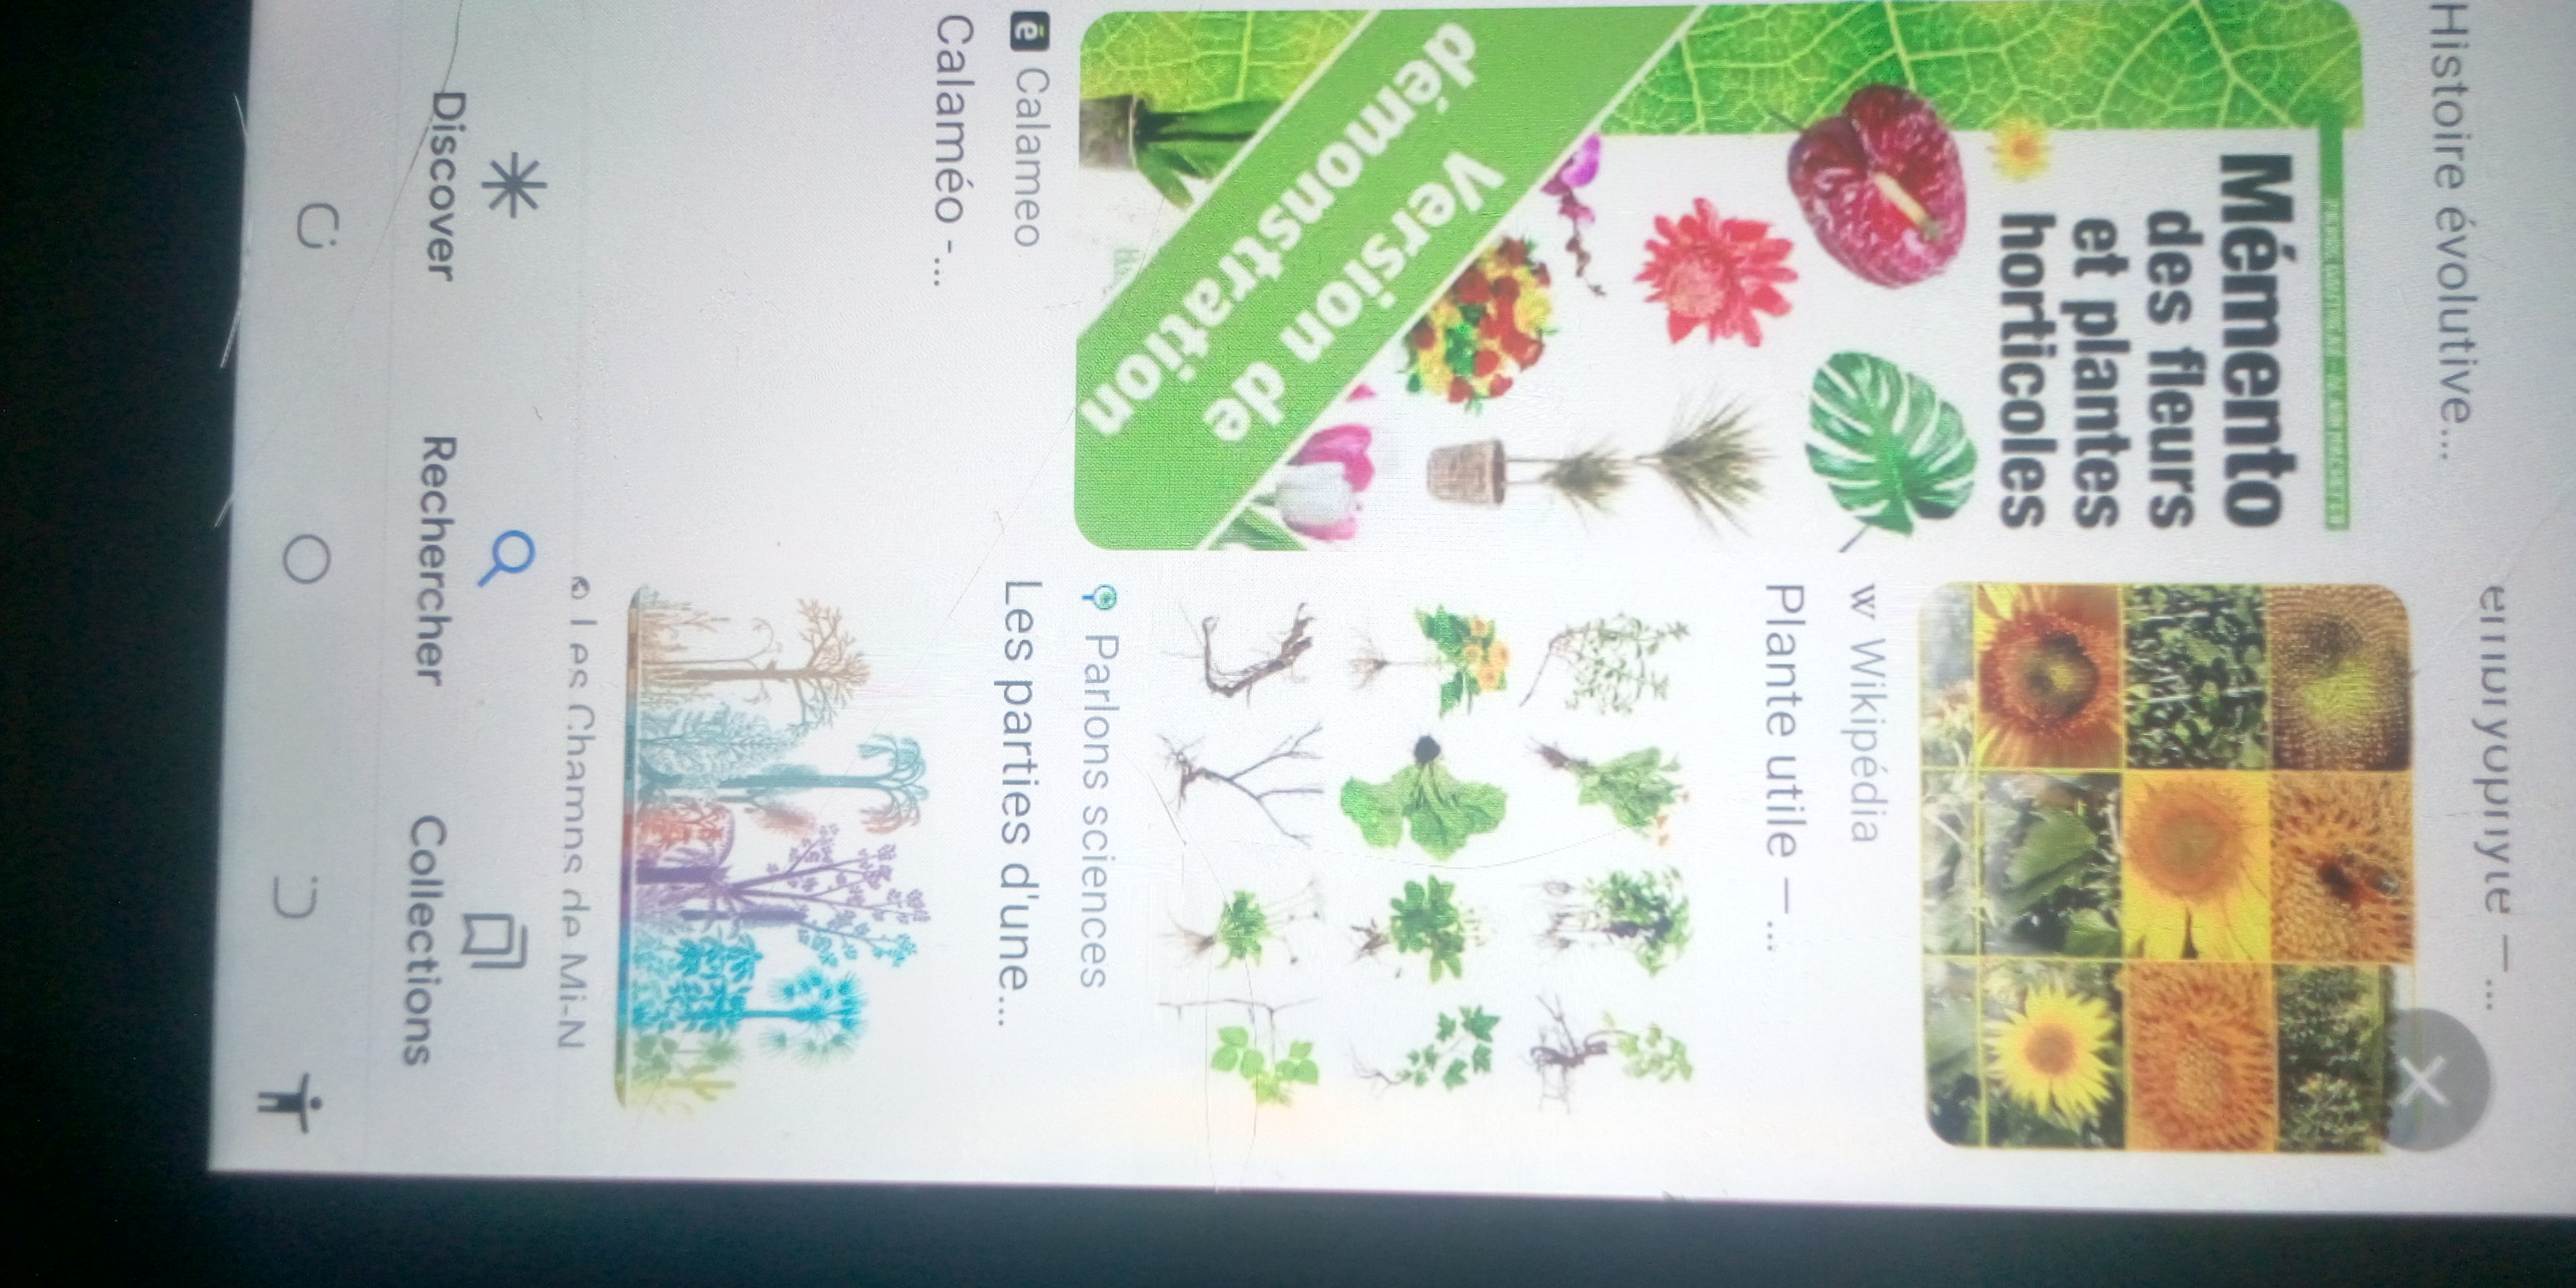 Histoire évolutive...
Mémento
des fleurs
et plantes
horticoles
Version de
démonstration
Calameo
Calaméo -...
embryophyte — ...
W Wikipédia
Plante utile — ...
Parlons sciences
Les parties d'une...
Les Champs de Mi-N
Discover
Rechercher
Collections